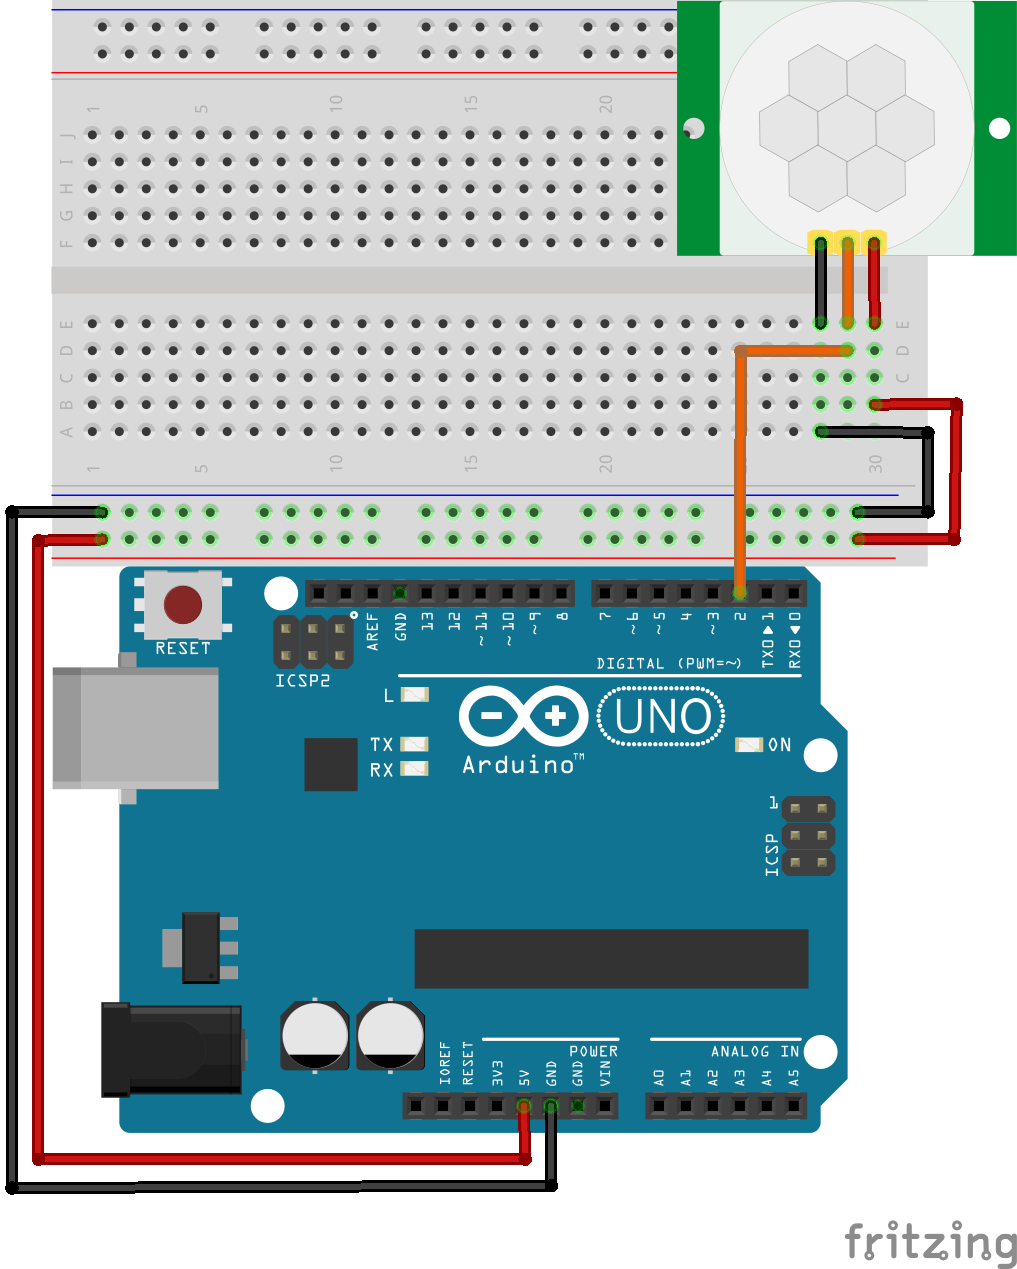 1 5 10 15 20
J
I
H
G
F
E E
D D
C C
B
A
1 5 10 15 20 30
RESET
ICSP2
AREF GND 13 12 ~11 ~10 ~9 8 7 ~6 ~5 4 ~3 2 TX0▶1 RX0◀0
DIGITAL (PWM=~)
L
TX
RX
Arduino™
UNO
ON
1
ICSP
POWER
ANALOG IN
IOREF RESET 3V3 5V GND GND VIN A0 A1 A2 A3 A4 A5
fritzing